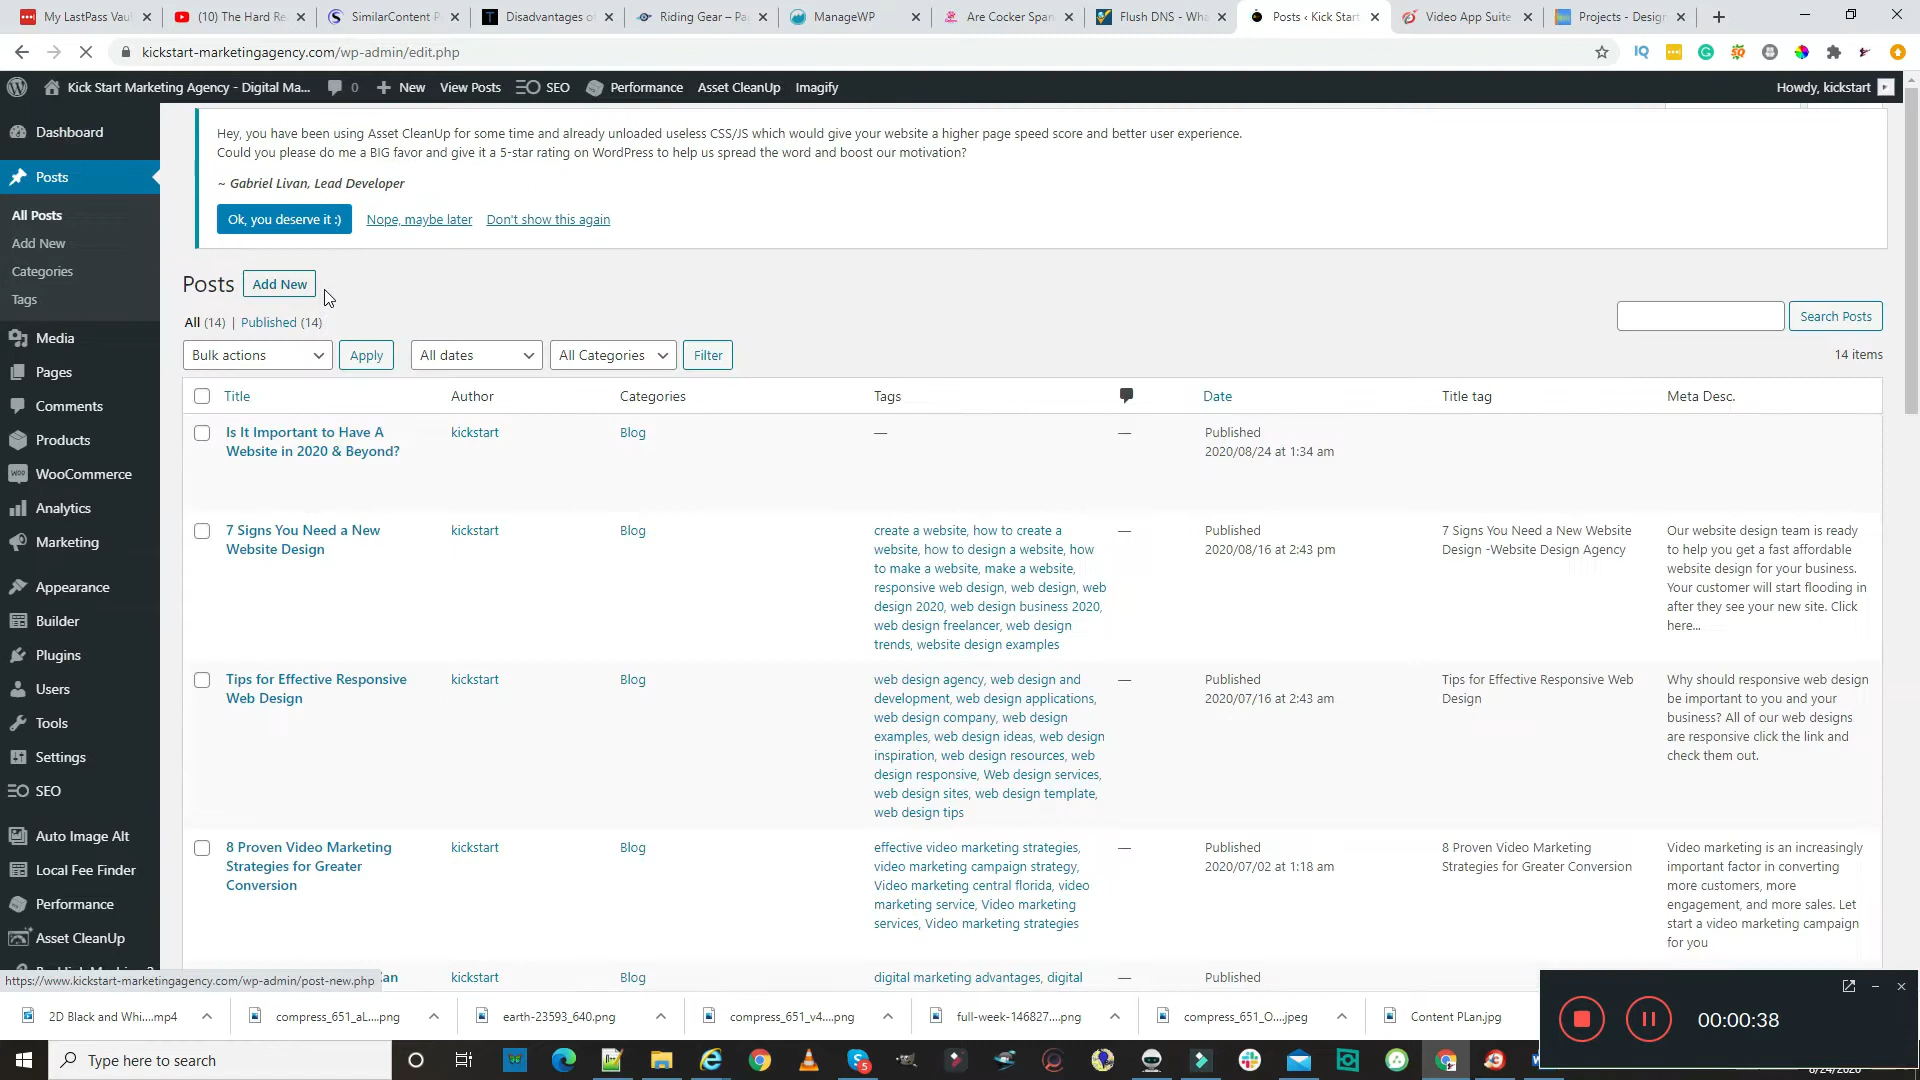 My LastPass Vau
(10) The Hard Re
SimilarContent P
Disadvantages o
Riding Gear – Pa
ManageWP
Are Cocker Span
Flush DNS - Wha
Posts ‹ Kick Start
Video App Suite
Projects - Design
kickstart-marketingagency.com/wp-admin/edit.php
Kick Start Marketing Agency - Digital Ma...
0
New
View Posts
SEO
Performance
Asset CleanUp
Imagify
Howdy, kickstart
Dashboard
Posts
All Posts
Add New
Categories
Tags
Media
Pages
Comments
Products
WooCommerce
Analytics
Marketing
Appearance
Builder
Plugins
Users
Tools
Settings
SEO
Auto Image Alt
Local Fee Finder
Performance
Asset CleanUp
Hey, you have been using Asset CleanUp for some time and already unloaded useless CSS/JS which would give your website a higher page speed score and better user experience.
Could you please do me a BIG favor and give it a 5-star rating on WordPress to help us spread the word and boost our motivation?
~ Gabriel Livan, Lead Developer
Ok, you deserve it :)
Nope, maybe later
Don't show this again
Posts
Add New
All (14) | Published (14)
Search Posts
Bulk actions
Apply
All dates
All Categories
Filter
14 items
Title
Author
Categories
Tags
Date
Title tag
Meta Desc.
Is It Important to Have A
Website in 2020 & Beyond?
kickstart
Blog
—
—
Published
2020/08/24 at 1:34 am
7 Signs You Need a New
Website Design
kickstart
Blog
create a website, how to create a
website, how to design a website, how
to make a website, make a website,
responsive web design, web design, web
design 2020, web design business 2020,
web design freelancer, web design
trends, website design examples
—
Published
2020/08/16 at 2:43 pm
7 Signs You Need a New Website
Design -Website Design Agency
Our website design team is ready
to help you get a fast affordable
website design for your business.
Your customer will start flooding in
after they see your new site. Click
here...
Tips for Effective Responsive
Web Design
kickstart
Blog
web design agency, web design and
development, web design applications,
web design company, web design
examples, web design ideas, web design
inspiration, web design resources, web
design responsive, Web design services,
web design sites, web design template,
web design tips
—
Published
2020/07/16 at 2:43 am
Tips for Effective Responsive Web
Design
Why should responsive web design
be important to you and your
business? All of our web designs
are responsive click the link and
check them out.
8 Proven Video Marketing
Strategies for Greater
Conversion
kickstart
Blog
effective video marketing strategies,
video marketing campaign strategy,
Video marketing central florida, video
marketing service, Video marketing
services, Video marketing strategies
—
Published
2020/07/02 at 1:18 am
8 Proven Video Marketing
Strategies for Greater Conversion
Video marketing is an increasingly
important factor in converting
more customers, more
engagement, and more sales. Let
start a video marketing campaign
for you
kickstart
Blog
digital marketing advantages, digital
—
Published
https://www.kickstart-marketingagency.com/wp-admin/post-new.php
2D Black and Whi....mp4
compress_651_aL....png
earth-23593_640.png
compress_651_v4....png
full-week-146827....png
compress_651_O....jpeg
Content PLan.jpg
00:00:38
Type here to search